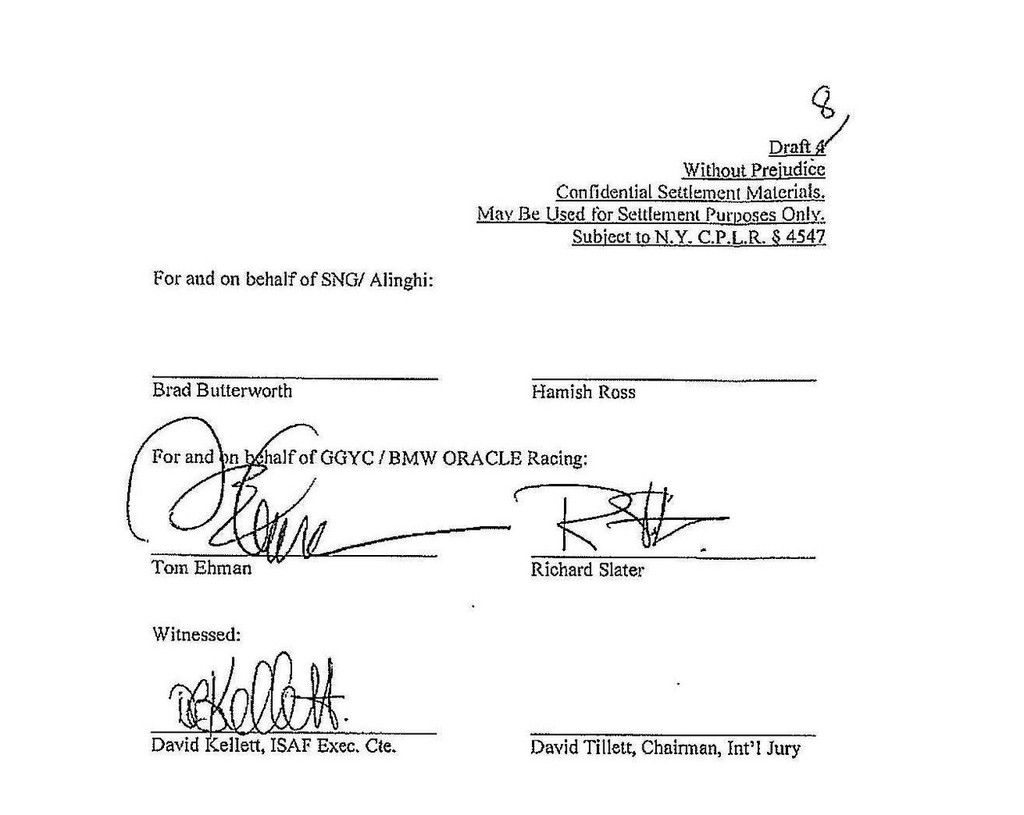 8
Draft 4
Without Prejudice
Confidential Settlement Materials.
May Be Used for Settlement Purposes Only.
Subject to N.Y. C.P.L.R. § 4547
For and on behalf of SNG/ Alinghi:
Brad Butterworth Hamish Ross
For and on behalf of GGYC / BMW ORACLE Racing:
Tom Ehman Richard Slater
Witnessed:
DKellett.
David Kellett, ISAF Exec. Cte. David Tillett, Chairman, Int'l Jury